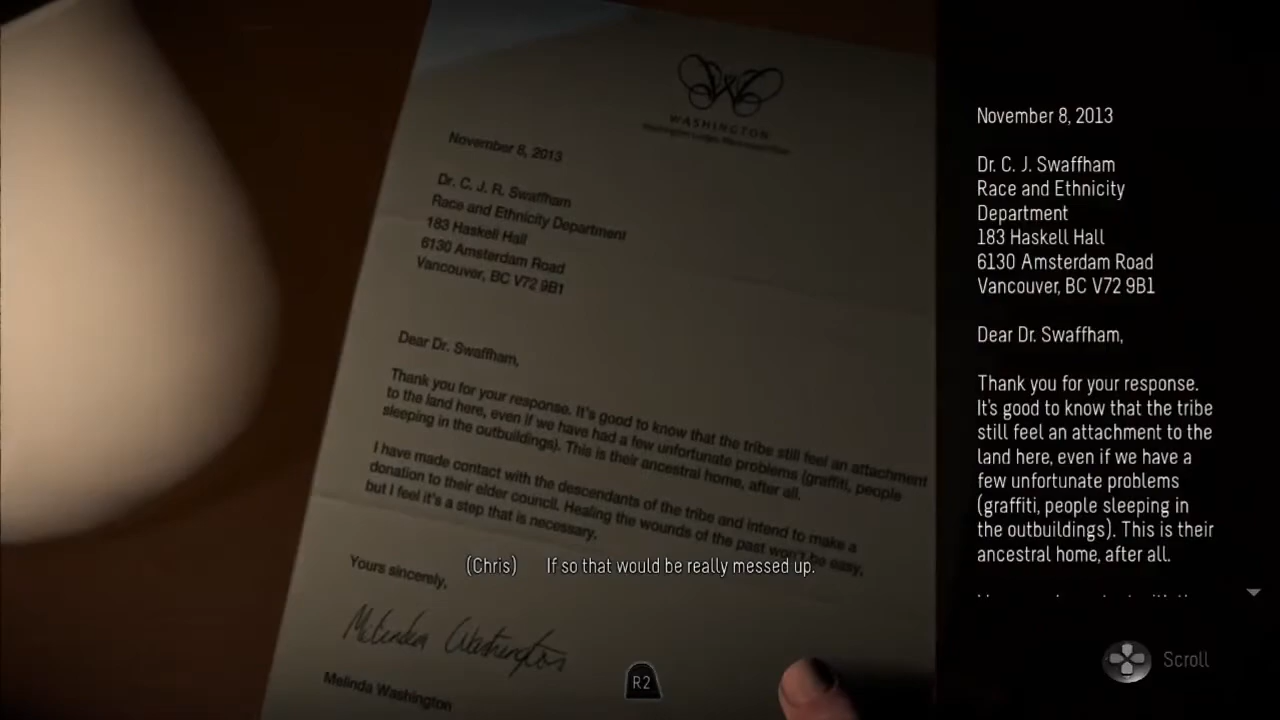 WASHINGTON
November 8, 2013
Dr. C. J. R. Swaffham
Race and Ethnicity Department
183 Haskell Hall
6130 Amsterdam Road
Vancouver, BC V72 9B1
Dear Dr. Swaffham,
Thank you for your response. It's good to know that the tribe still feel an attachment
to the land here, even if we have had a few unfortunate problems (graffiti, people
sleeping in the outbuildings). This is their ancestral home, after all.
I have made contact with the descendants of the tribe and intend to make a
donation to their elder council. Healing the wounds of the past won't be easy,
but I feel it's a step that is necessary.
Yours sincerely,
Melinda Washington
Melinda Washington
(Chris) If so that would be really messed up.
R2
November 8, 2013
Dr. C. J. Swaffham
Race and Ethnicity
Department
183 Haskell Hall
6130 Amsterdam Road
Vancouver, BC V72 9B1
Dear Dr. Swaffham,
Thank you for your response.
It's good to know that the tribe
still feel an attachment to the
land here, even if we have a
few unfortunate problems
(graffiti, people sleeping in
the outbuildings). This is their
ancestral home, after all.
Scroll